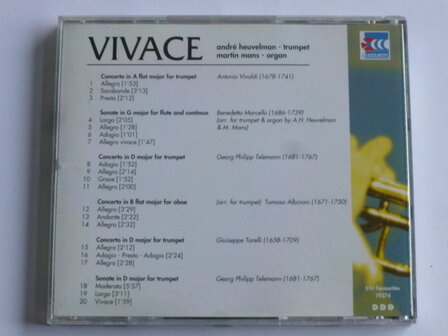 VIVACE
andré heuvelman - trumpet
martin mans - organ
Concerto in A flat major for trumpet Antonio Vivaldi (1678-1741)
1 Allegro [1'53]
2 Sarabande [3'13]
3 Presto [2'12]
Sonate in G major for flute and continuo Benedetto Marcello (1686-1739)
4 Largo [2'05] (arr. for trumpet & organ by A.H. Heuvelman
5 Allegro [1'28] & M. Mans)
6 Adagio [1'01]
7 Allegro vivace [1'47]
Concerto in D major for trumpet Georg Philipp Telemann (1681-1767)
8 Adagio [1'52]
9 Allegro [2'14]
10 Grave [1'52]
11 Allegro [2'00]
Concerto in B flat major for oboe (arr. for trumpet) Tomaso Albinoni (1671-1750)
12 Allegro [3'29]
13 Andante [2'22]
14 Allegro [2'32]
Concerto in D major for trumpet Giuiseppe Torelli (1658-1709)
15 Allegro [2'12]
16 Adagio - Presto - Adagio [2'24]
17 Allegro [2'28]
Sonate in D major for trumpet Georg Philipp Telemann (1681-1767)
18 Moderato [5'57]
19 Largo [3'11]
20 Vivace [1'59]
STH Favourites
19374
DDD